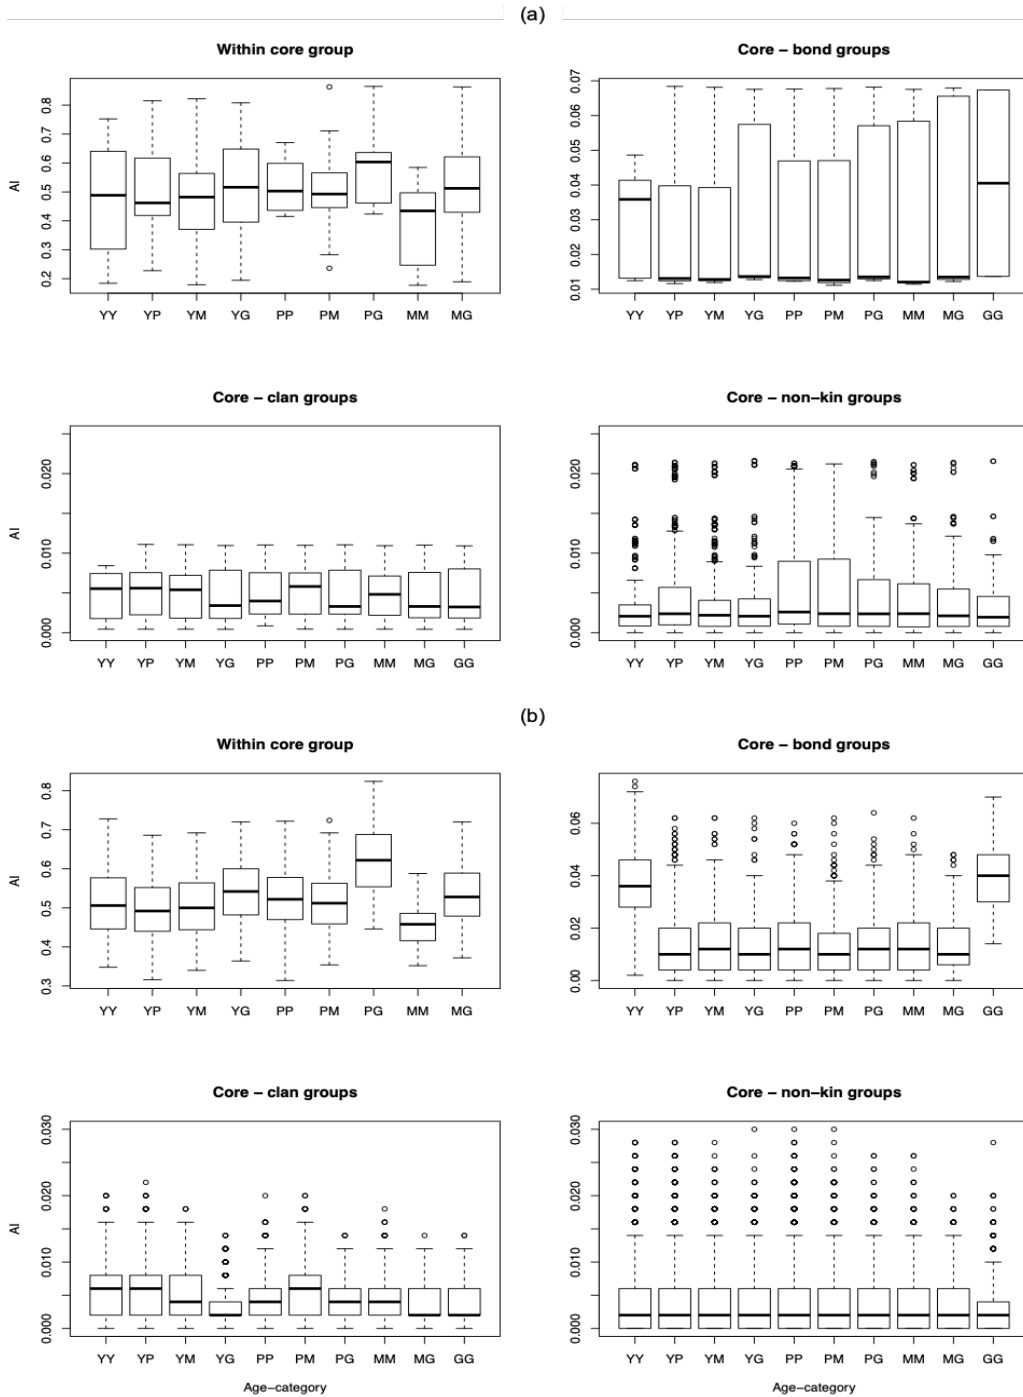 (a)
Within core group
Core – bond groups
AI
0.2 0.3 0.4 0.5 0.6 0.7 0.8
0.01 0.02 0.03 0.04 0.05 0.06 0.07
YY YP YM YG PP PM PG MM MG
YY YP YM YG PP PM PG MM MG GG
Core – clan groups
Core – non–kin groups
AI
0.000 0.010 0.020
0.000 0.010 0.020
YY YP YM YG PP PM PG MM MG GG
YY YP YM YG PP PM PG MM MG GG
(b)
Within core group
Core – bond groups
AI
0.3 0.4 0.5 0.6 0.7 0.8
0.00 0.02 0.04 0.06
YY YP YM YG PP PM PG MM MG
YY YP YM YG PP PM PG MM MG GG
Core – clan groups
Core – non–kin groups
AI
0.000 0.010 0.020 0.030
0.000 0.010 0.020 0.030
YY YP YM YG PP PM PG MM MG GG
YY YP YM YG PP PM PG MM MG GG
Age–category
Age–category